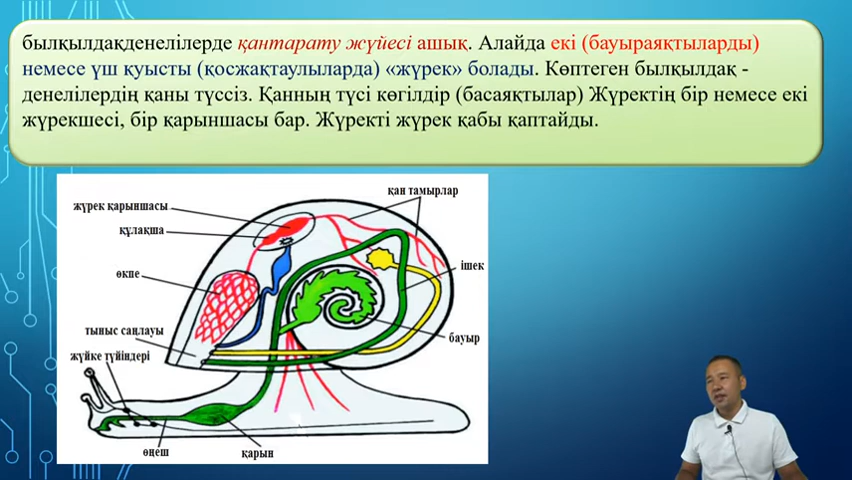 былқылдақденелілерде қантарату жүйесі ашық. Алайда екі (бауыраяқтыларды)
немесе үш қуысты (қосжақтаулыларда) «жүрек» болады. Көптеген былқылдақ -
денелілердің қаны түссіз. Қанның түсі көгілдір (басаяқтылар) Жүректің бір немесе екі
жүрекшесі, бір қарыншасы бар. Жүректі жүрек қабы қаптайды.
қан тамырлар
жүрек қарыншасы
құлақша
өкпе
ішек
тыныс саңлауы
бауыр
жүйке түйіндері
өңеш
қарын